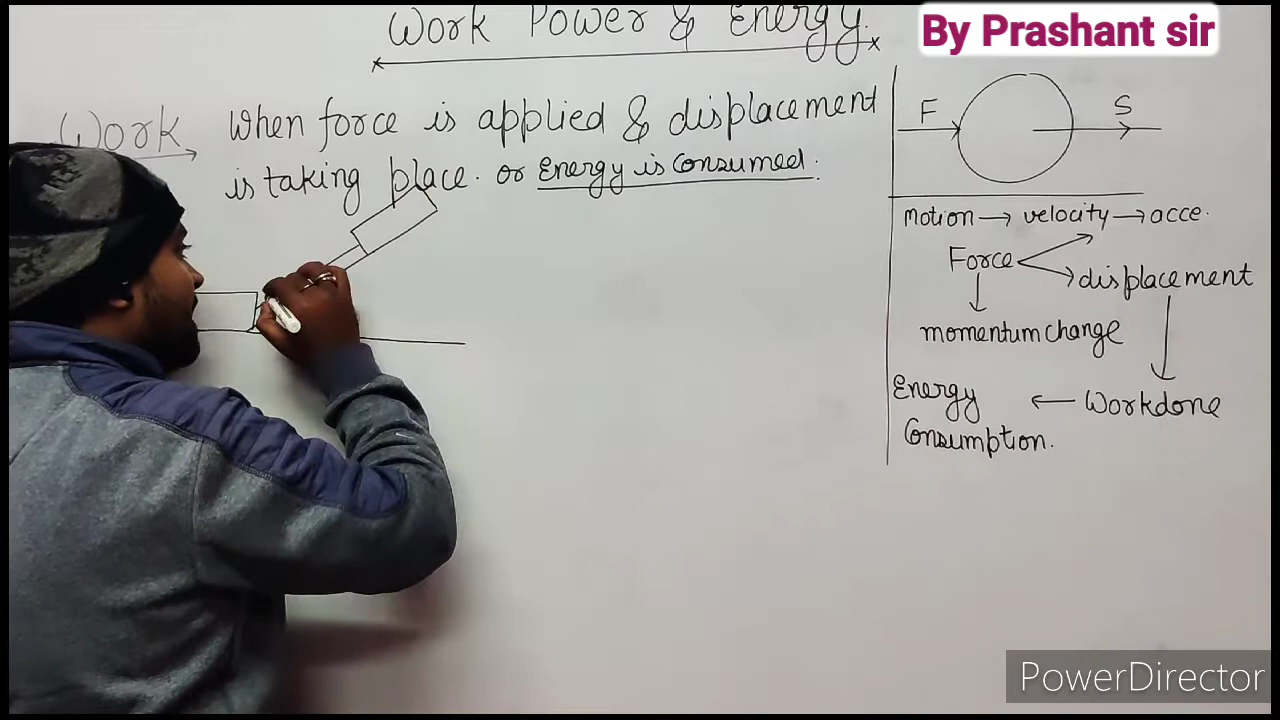 Work Power & Energy.
By Prashant sir
Work When force is applied & displacement
is taking place. or Energy is Consumed.
F S
motion → velocity → acce.
Force
displacement
momentum change
Energy ← Workdone
Consumption.
PowerDirector